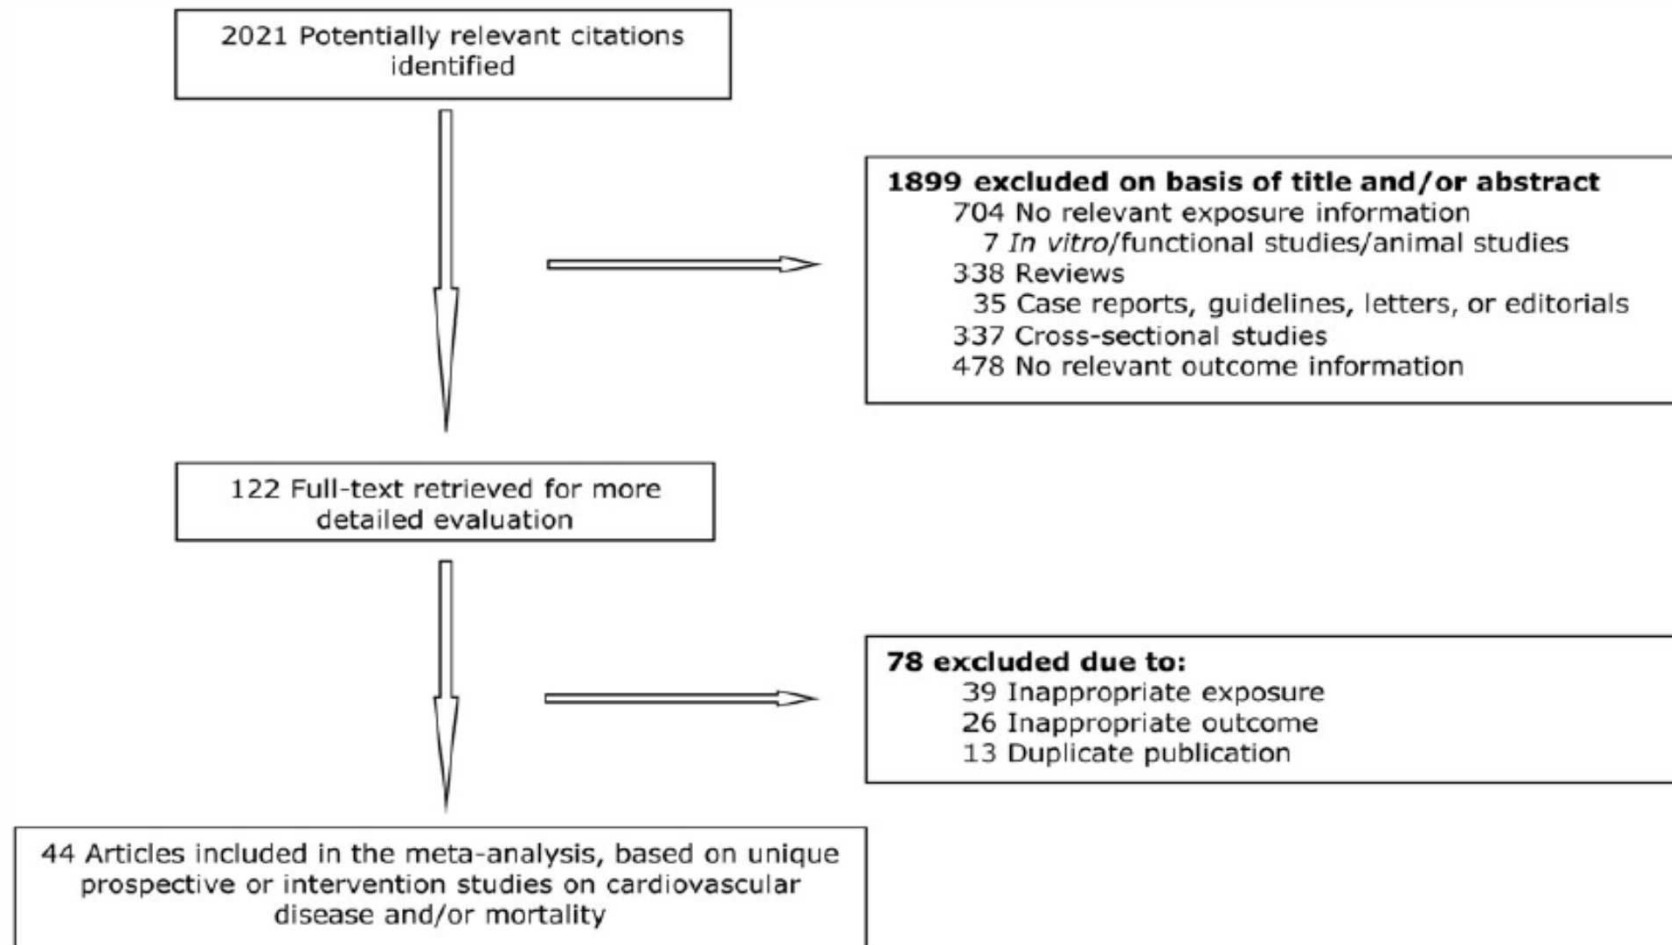 2021 Potentially relevant citations
identified
1899 excluded on basis of title and/or abstract
704 No relevant exposure information
7 In vitro/functional studies/animal studies
338 Reviews
35 Case reports, guidelines, letters, or editorials
337 Cross-sectional studies
478 No relevant outcome information
122 Full-text retrieved for more
detailed evaluation
78 excluded due to:
39 Inappropriate exposure
26 Inappropriate outcome
13 Duplicate publication
44 Articles included in the meta-analysis, based on unique
prospective or intervention studies on cardiovascular
disease and/or mortality